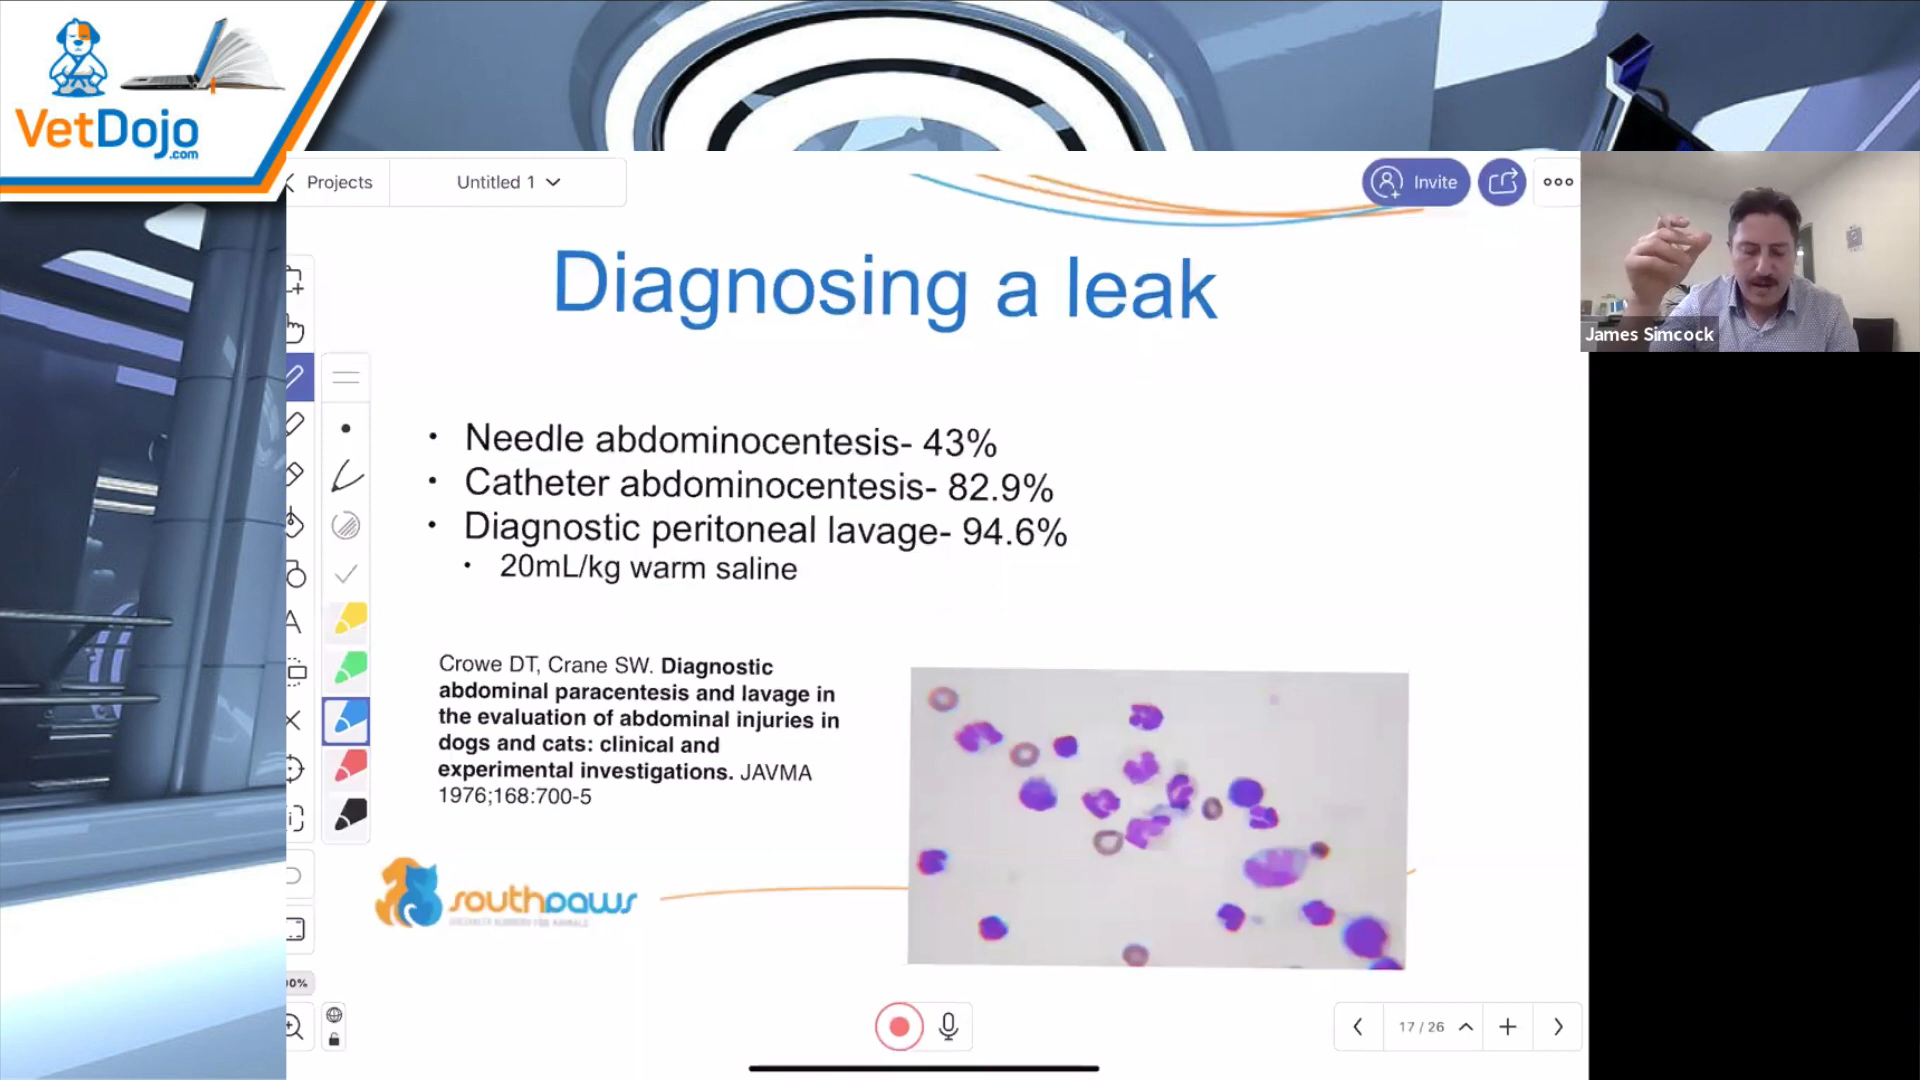 VetDojo
.com
Projects
Untitled 1
Invite
James Simcock
Diagnosing a leak
• Needle abdominocentesis- 43%
• Catheter abdominocentesis- 82.9%
• Diagnostic peritoneal lavage- 94.6%
• 20mL/kg warm saline
Crowe DT, Crane SW. Diagnostic
abdominal paracentesis and lavage in
the evaluation of abdominal injuries in
dogs and cats: clinical and
experimental investigations. JAVMA
1976;168:700-5
southpaws
17 / 26